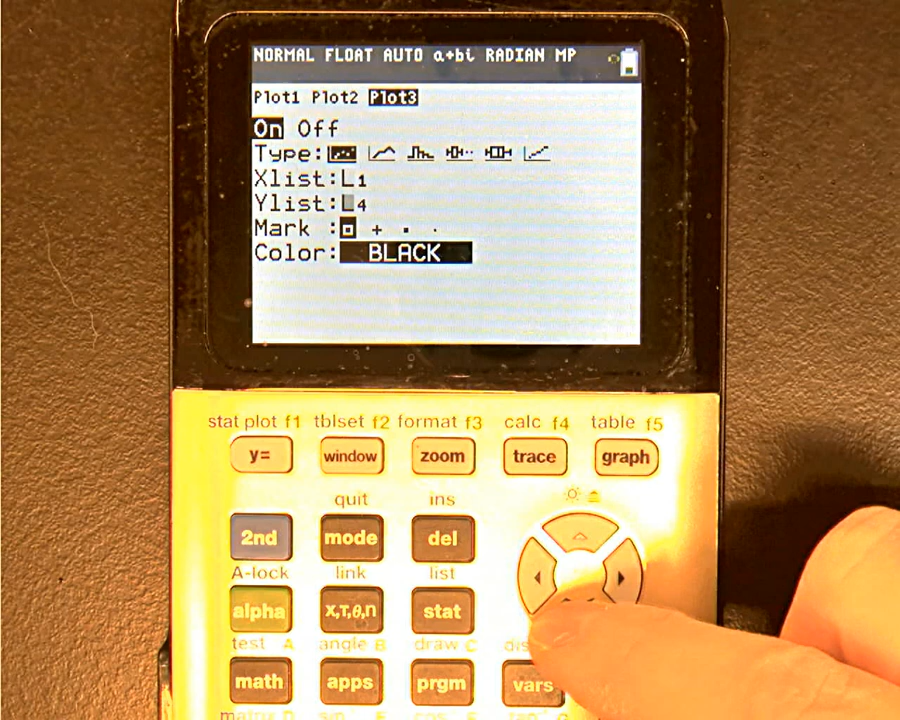 NORMAL FLOAT AUTO a+bi RADIAN MP
Plot1 Plot2 Plot3
On Off
Type:
Xlist:L1
Ylist:L4
Mark : + .
Color: BLACK
stat plot f1 tblset f2 format f3 calc f4 table f5
y= window zoom trace graph
quit ins
2nd mode del
A-lock link list
alpha X,T,θ,n stat
test A angle B draw C
math apps prgm vars